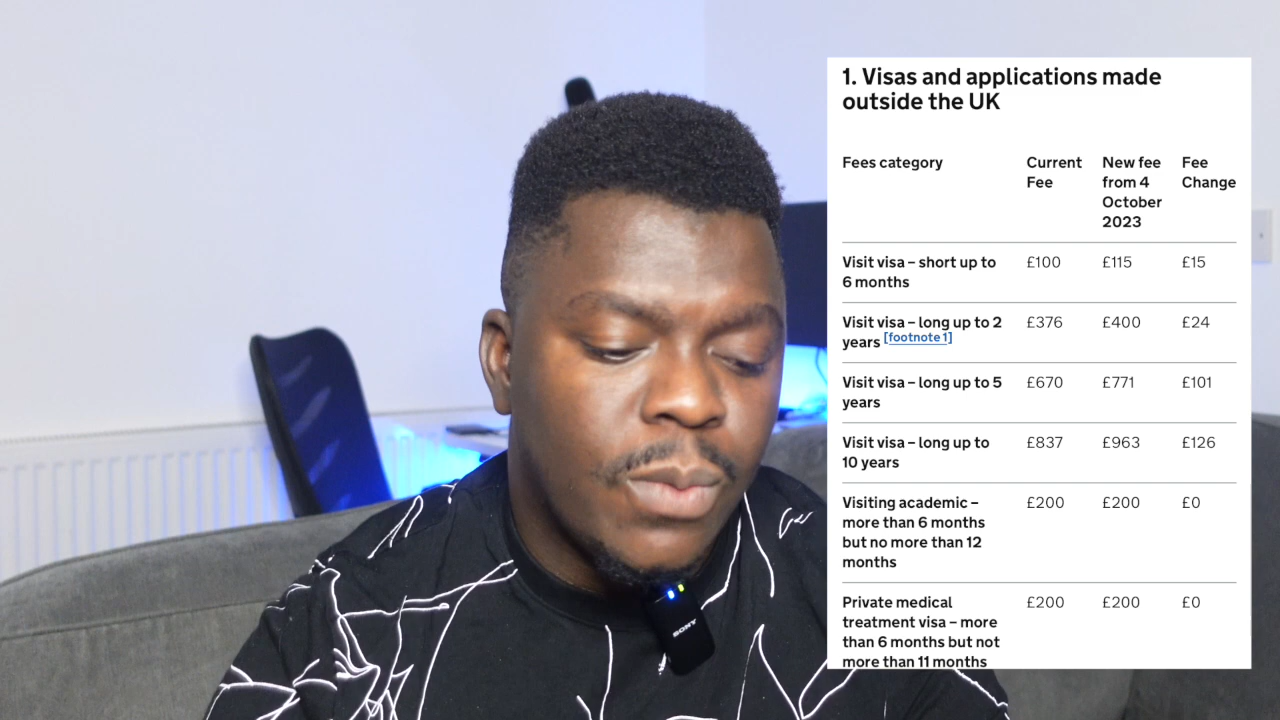 1. Visas and applications made
outside the UK
Fees category Current Fee New fee from 4 October 2023 Fee Change
Visit visa – short up to 6 months £100 £115 £15
Visit visa – long up to 2 years [footnote 1] £376 £400 £24
Visit visa – long up to 5 years £670 £771 £101
Visit visa – long up to 10 years £837 £963 £126
Visiting academic – more than 6 months but no more than 12 months £200 £200 £0
Private medical treatment visa – more than 6 months but not more than 11 months £200 £200 £0
SONY